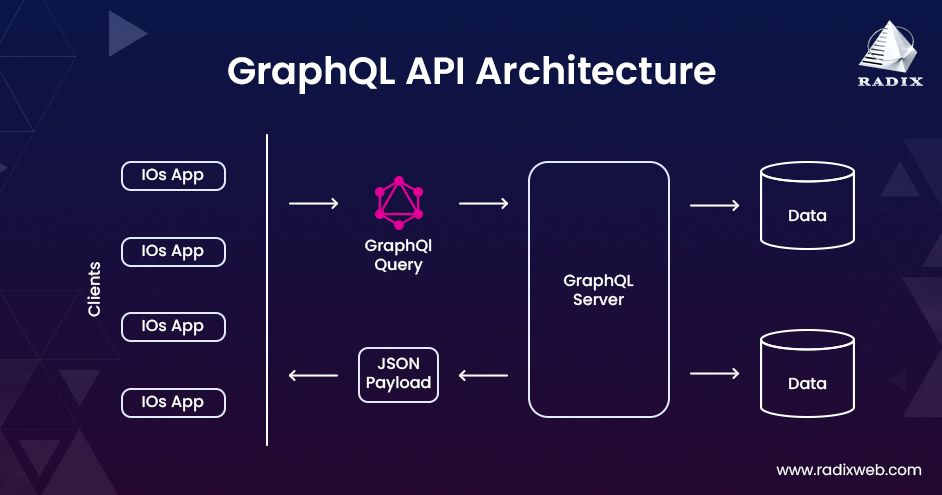 GraphQL API Architecture
RADIX
Clients
IOs App
IOs App
IOs App
IOs App
GraphQl
Query
JSON
Payload
GraphQL
Server
Data
Data
www.radixweb.com